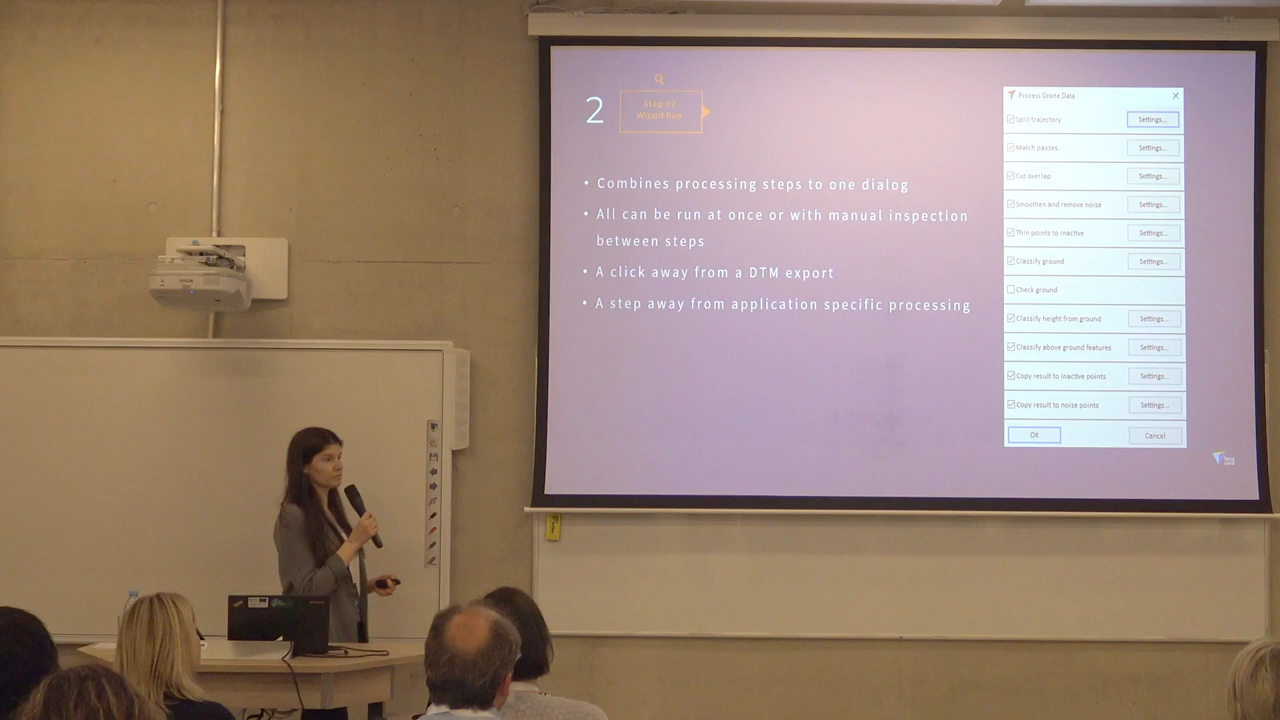 2
Step 02
Wizard Run
• Combines processing steps to one dialog
• All can be run at once or with manual inspection
between steps
• A click away from a DTM export
• A step away from application specific processing
Process Drone Data
Split trajectory Settings...
Match passes Settings...
Cut overlap Settings...
Smoothen and remove noise Settings...
Thin points to inactive Settings...
Classify ground Settings...
Check ground
Classify height from ground Settings...
Classify above ground features Settings...
Copy result to inactive points Settings...
Copy result to noise points Settings...
OK Cancel
EPSON